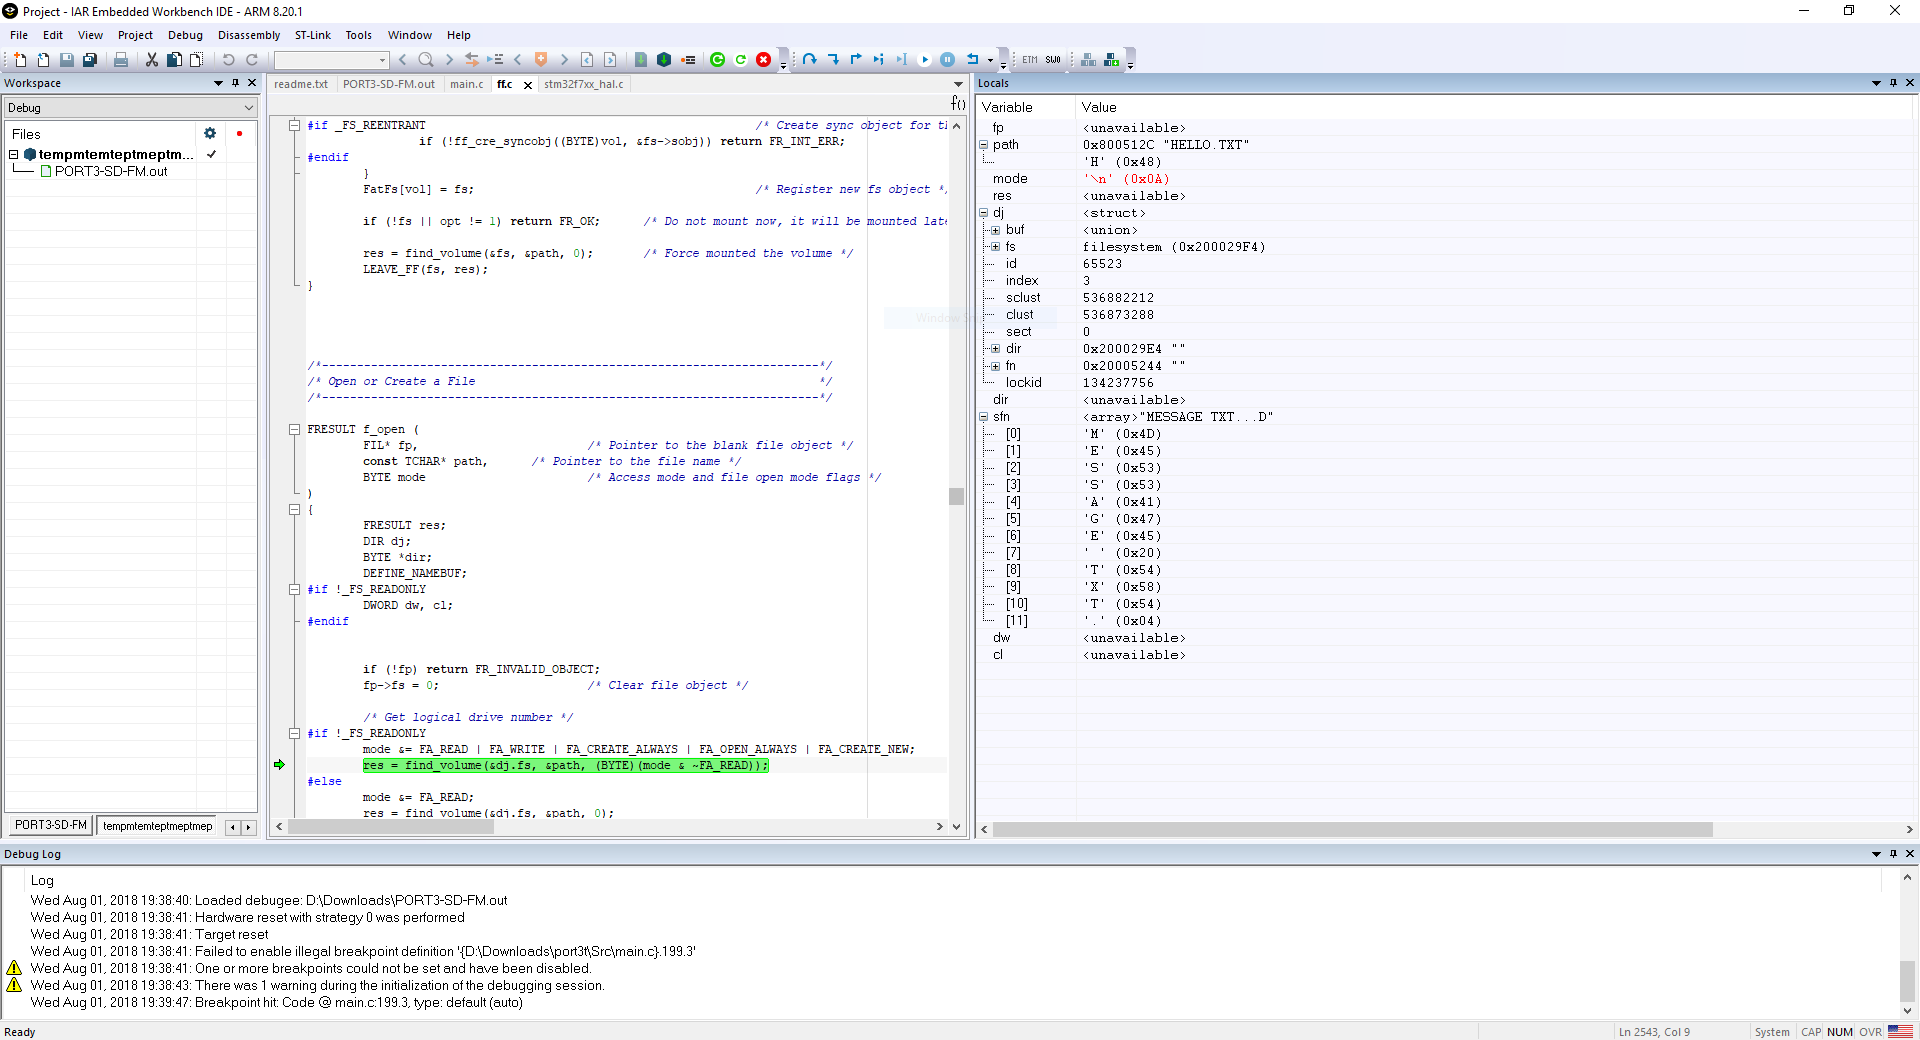 Project - IAR Embedded Workbench IDE - ARM 8.20.1
File Edit View Project Debug Disassembly ST-Link Tools Window Help
ETM SWO
Workspace
Debug
Files
tempmtemteptmeptm...
PORT3-SD-FM.out
PORT3-SD-FM tempmtemteptmeptmep
readme.txt PORT3-SD-FM.out main.c ff.c stm32f7xx_hal.c
f()
#if _FS_REENTRANT /* Create sync object for th
if (!ff_cre_syncobj((BYTE)vol, &fs->sobj)) return FR_INT_ERR;
#endif
}
FatFs[vol] = fs; /* Register new fs object */
if (!fs || opt != 1) return FR_OK; /* Do not mount now, it will be mounted late
res = find_volume(&fs, &path, 0); /* Force mounted the volume */
LEAVE_FF(fs, res);
}
/*-----------------------------------------------------------------------*/
/* Open or Create a File */
/*-----------------------------------------------------------------------*/
FRESULT f_open (
FIL* fp, /* Pointer to the blank file object */
const TCHAR* path, /* Pointer to the file name */
BYTE mode /* Access mode and file open mode flags */
)
{
FRESULT res;
DIR dj;
BYTE *dir;
DEFINE_NAMEBUF;
#if !_FS_READONLY
DWORD dw, cl;
#endif
if (!fp) return FR_INVALID_OBJECT;
fp->fs = 0; /* Clear file object */
/* Get logical drive number */
#if !_FS_READONLY
mode &= FA_READ | FA_WRITE | FA_CREATE_ALWAYS | FA_OPEN_ALWAYS | FA_CREATE_NEW;
res = find_volume(&dj.fs, &path, (BYTE)(mode & ~FA_READ));
#else
mode &= FA_READ;
res = find_volume(&dj.fs, &path, 0);
Locals
Variable Value
fp <unavailable>
path 0x800512C "HELLO.TXT"
'H' (0x48)
mode '\n' (0x0A)
res <unavailable>
dj <struct>
buf <union>
fs filesystem (0x200029F4)
id 65523
index 3
sclust 536882212
clust 536873288
sect 0
dir 0x200029E4 ""
fn 0x20005244 ""
lockid 134237756
dir <unavailable>
sfn <array>"MESSAGE TXT...D"
[0] 'M' (0x4D)
[1] 'E' (0x45)
[2] 'S' (0x53)
[3] 'S' (0x53)
[4] 'A' (0x41)
[5] 'G' (0x47)
[6] 'E' (0x45)
[7] ' ' (0x20)
[8] 'T' (0x54)
[9] 'X' (0x58)
[10] 'T' (0x54)
[11] '.' (0x04)
dw <unavailable>
cl <unavailable>
Debug Log
Log
Wed Aug 01, 2018 19:38:40: Loaded debugee: D:\Downloads\PORT3-SD-FM.out
Wed Aug 01, 2018 19:38:41: Hardware reset with strategy 0 was performed
Wed Aug 01, 2018 19:38:41: Target reset
Wed Aug 01, 2018 19:38:41: Failed to enable illegal breakpoint definition '{D:\Downloads\port3t\Src\main.c}.199.3'
Wed Aug 01, 2018 19:38:41: One or more breakpoints could not be set and have been disabled.
Wed Aug 01, 2018 19:38:43: There was 1 warning during the initialization of the debugging session.
Wed Aug 01, 2018 19:39:47: Breakpoint hit: Code @ main.c:199.3, type: default (auto)
Ready Ln 2543, Col 9 System CAP NUM OVR